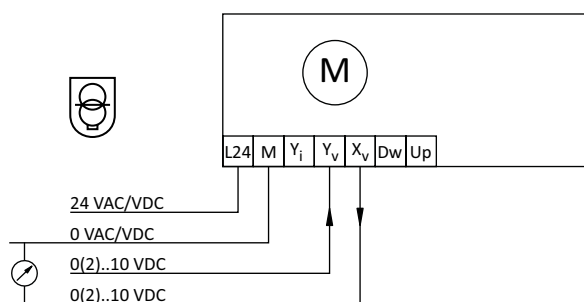 M
L24 M Yi Yv Xv Dw Up
24 VAC/VDC
0 VAC/VDC
0(2)..10 VDC
0(2)..10 VDC